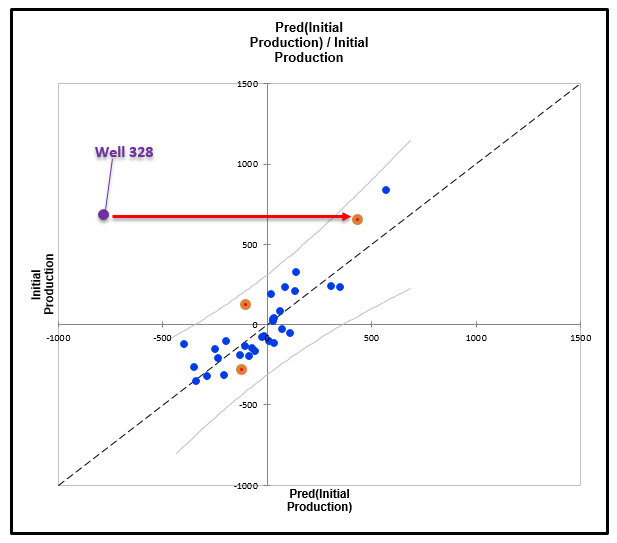 Pred(Initial
Production) / Initial
Production
1500
Well 328
1000
500
Initial
Production
0
-1000
-500
0
500
1000
1500
-500
-1000
Pred(Initial
Production)